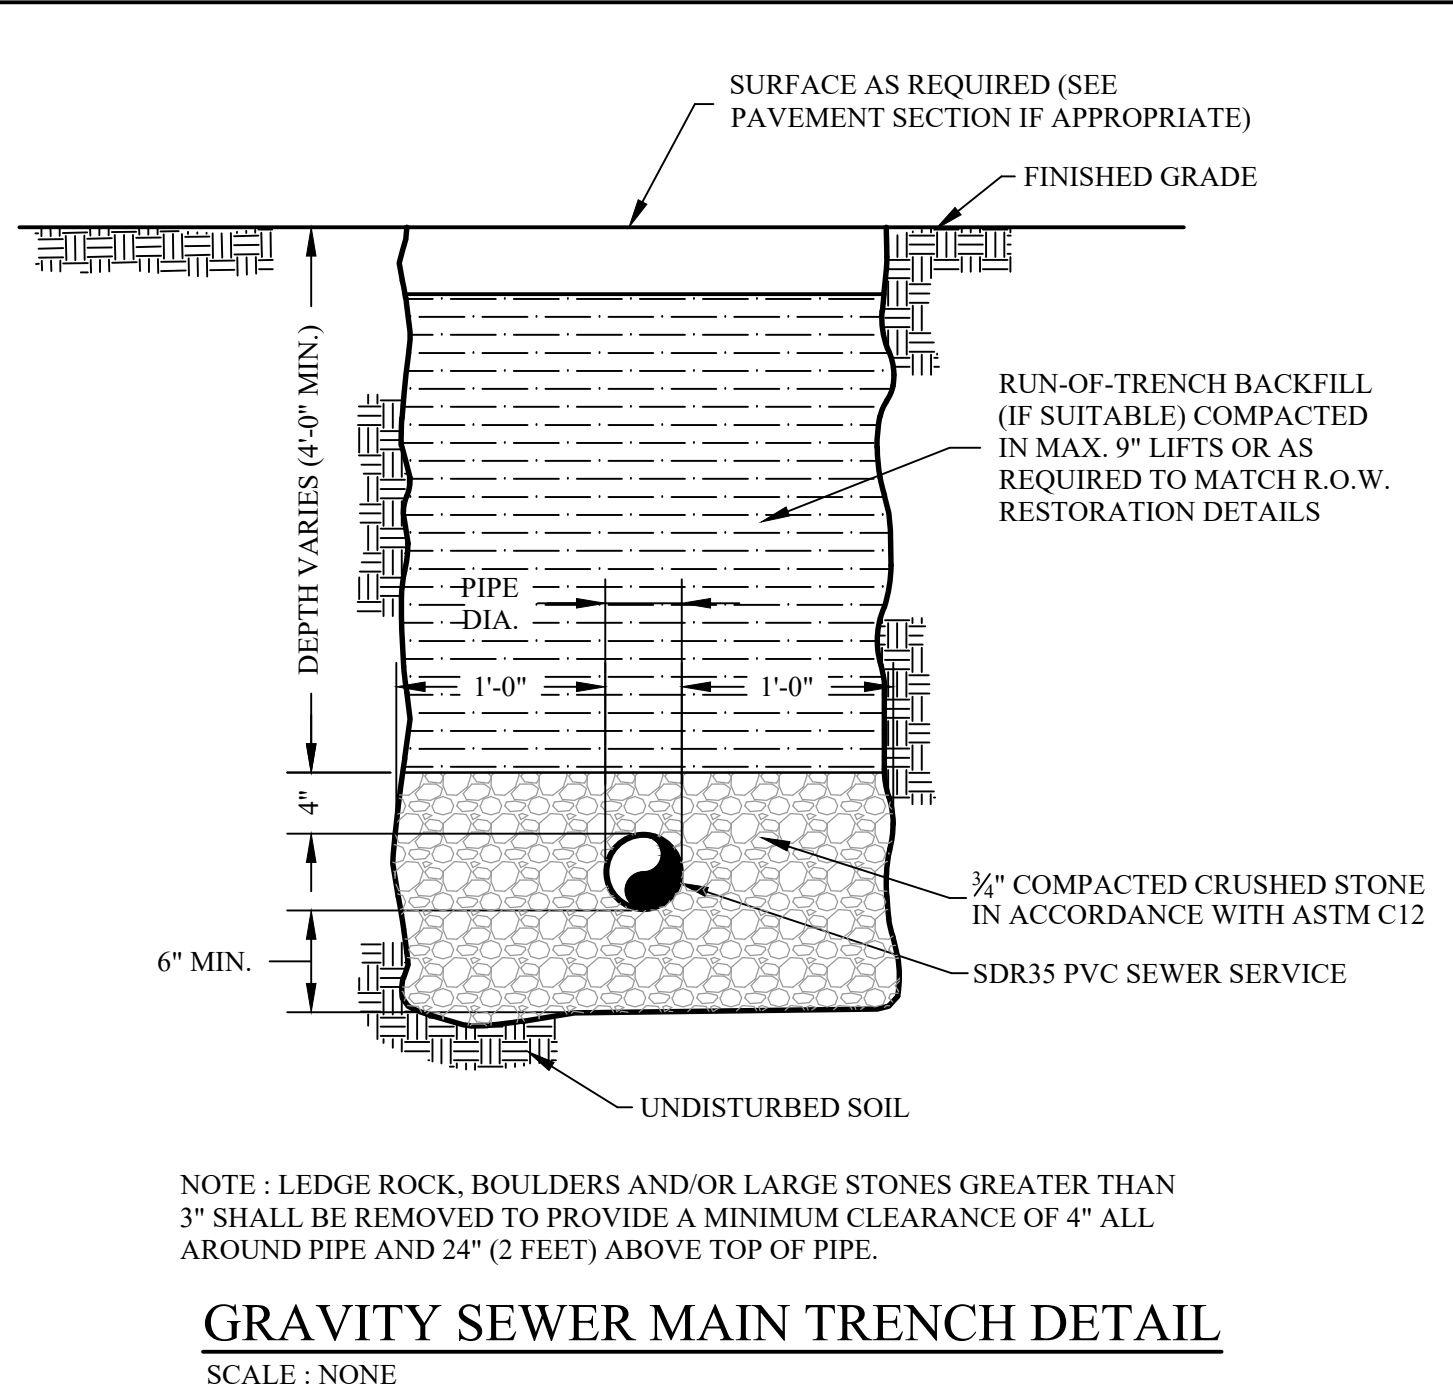 SURFACE AS REQUIRED (SEE
PAVEMENT SECTION IF APPROPRIATE)
FINISHED GRADE
DEPTH VARIES (4'-0" MIN.)
RUN-OF-TRENCH BACKFILL
(IF SUITABLE) COMPACTED
IN MAX. 9" LIFTS OR AS
REQUIRED TO MATCH R.O.W.
RESTORATION DETAILS
PIPE
DIA.
1'-0"
1'-0"
4"
¾" COMPACTED CRUSHED STONE
IN ACCORDANCE WITH ASTM C12
6" MIN.
SDR35 PVC SEWER SERVICE
UNDISTURBED SOIL
NOTE : LEDGE ROCK, BOULDERS AND/OR LARGE STONES GREATER THAN
3" SHALL BE REMOVED TO PROVIDE A MINIMUM CLEARANCE OF 4" ALL
AROUND PIPE AND 24" (2 FEET) ABOVE TOP OF PIPE.
GRAVITY SEWER MAIN TRENCH DETAIL
SCALE : NONE